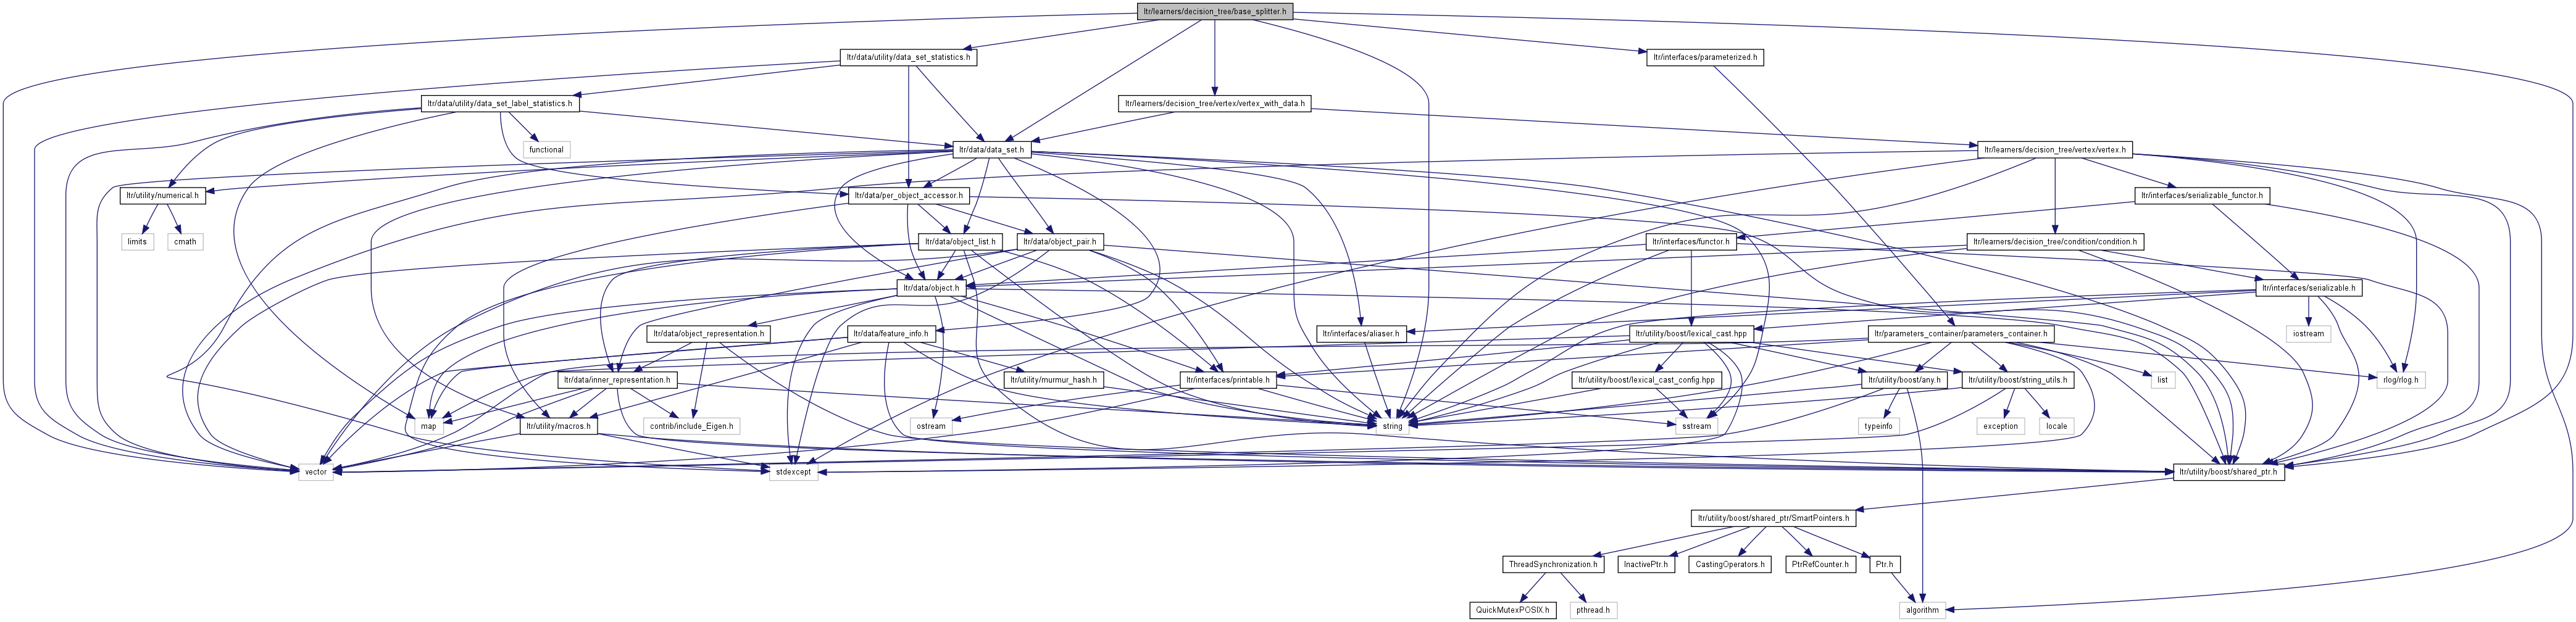 ltr/learners/decision_tree/base_splitter.h
ltr/data/utility/data_set_statistics.h
ltr/interfaces/parameterized.h
ltr/data/utility/data_set_label_statistics.h
ltr/learners/decision_tree/vertex/vertex_with_data.h
functional
ltr/data/data_set.h
ltr/learners/decision_tree/vertex/vertex.h
ltr/utility/numerical.h
ltr/data/per_object_accessor.h
ltr/interfaces/serializable_functor.h
limits
cmath
ltr/data/object_list.h
ltr/data/object_pair.h
ltr/interfaces/functor.h
ltr/learners/decision_tree/condition/condition.h
ltr/data/object.h
ltr/interfaces/serializable.h
ltr/data/object_representation.h
ltr/data/feature_info.h
ltr/interfaces/aliaser.h
ltr/utility/boost/lexical_cast.hpp
ltr/parameters_container/parameters_container.h
iostream
ltr/data/inner_representation.h
ltr/utility/murmur_hash.h
ltr/interfaces/printable.h
ltr/utility/boost/lexical_cast_config.hpp
ltr/utility/boost/any.h
ltr/utility/boost/string_utils.h
list
rlog/rlog.h
map
ltr/utility/macros.h
contrib/include_Eigen.h
ostream
string
sstream
typeinfo
exception
locale
vector
stdexcept
ltr/utility/boost/shared_ptr.h
ltr/utility/boost/shared_ptr/SmartPointers.h
ThreadSynchronization.h
InactivePtr.h
CastingOperators.h
PtrRefCounter.h
Ptr.h
QuickMutexPOSIX.h
pthread.h
algorithm